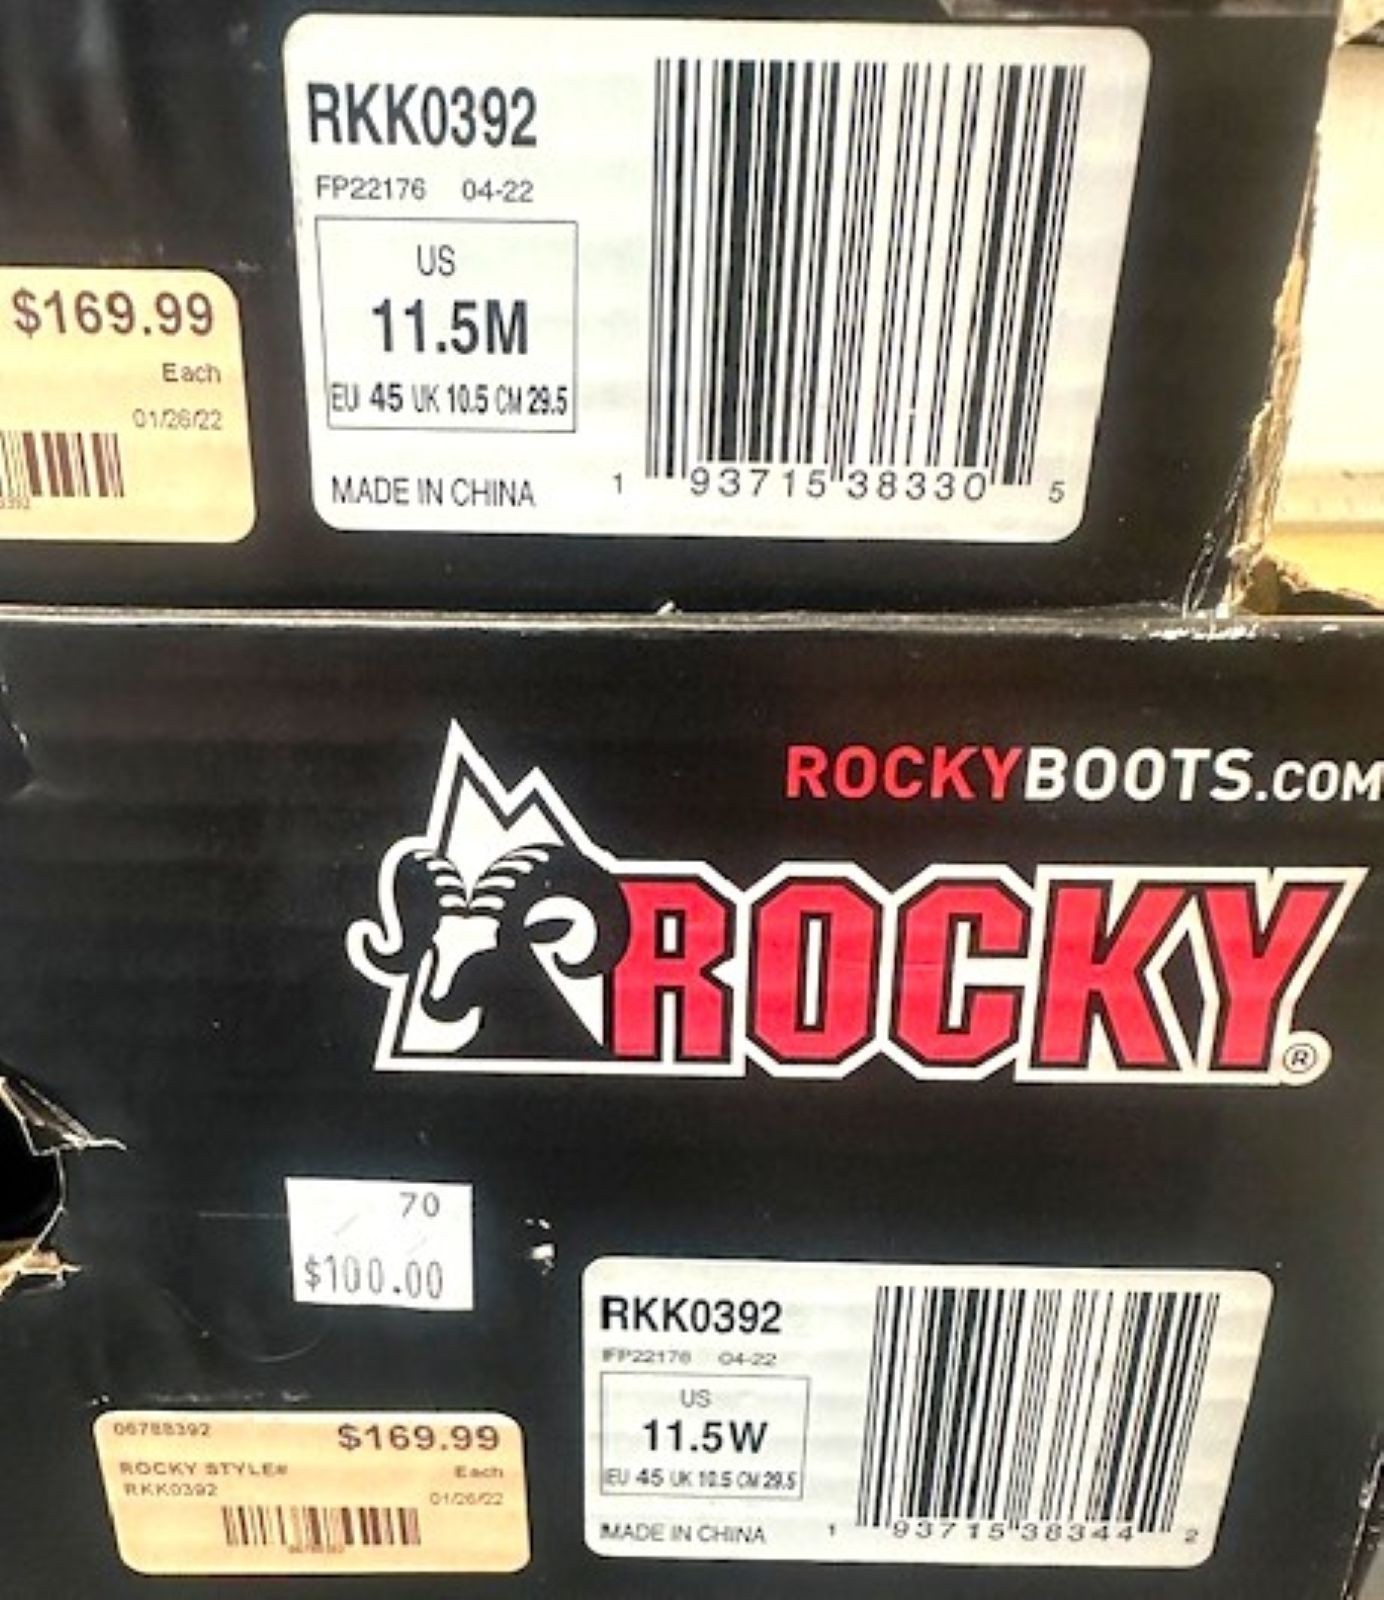 RKK0392
FP22176 04-22
US
11.5M
EU 45 UK 10.5 CM 29.5
MADE IN CHINA
1 93715 38330 5
$169.99
Each
01/26/22
ROCKYBOOTS.COM
ROCKY®
70
$100.00
RKK0392
FP22176 04-22
US
11.5W
EU 45 UK 10.5 CM 29.5
MADE IN CHINA
1 93715 38344 2
06788392 $169.99
ROCKY STYLE# Each
RKK0392 01/26/22